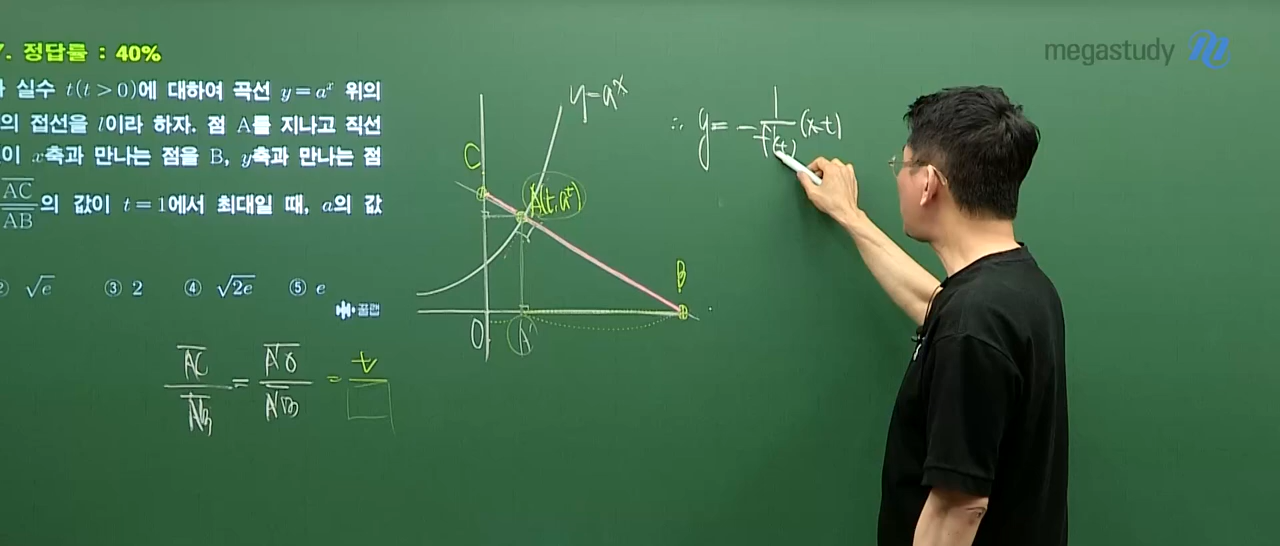 megastudy
7. 정답률 : 40%
실수 t(t > 0)에 대하여 곡선 y = a^x 위의
의 접선을 l이라 하자. 점 A를 지나고 직선
이 x축과 만나는 점을 B, y축과 만나는 점
AC/AB의 값이 t = 1에서 최대일 때, a의 값
② √e ③ 2 ④ √2e ⑤ e
풀랩
y=a^x
C
A(t, a^t)
B
O
A'
AC/AB = A'O/A'B = t/□
∴ y= -1/f'(t) (x-t)